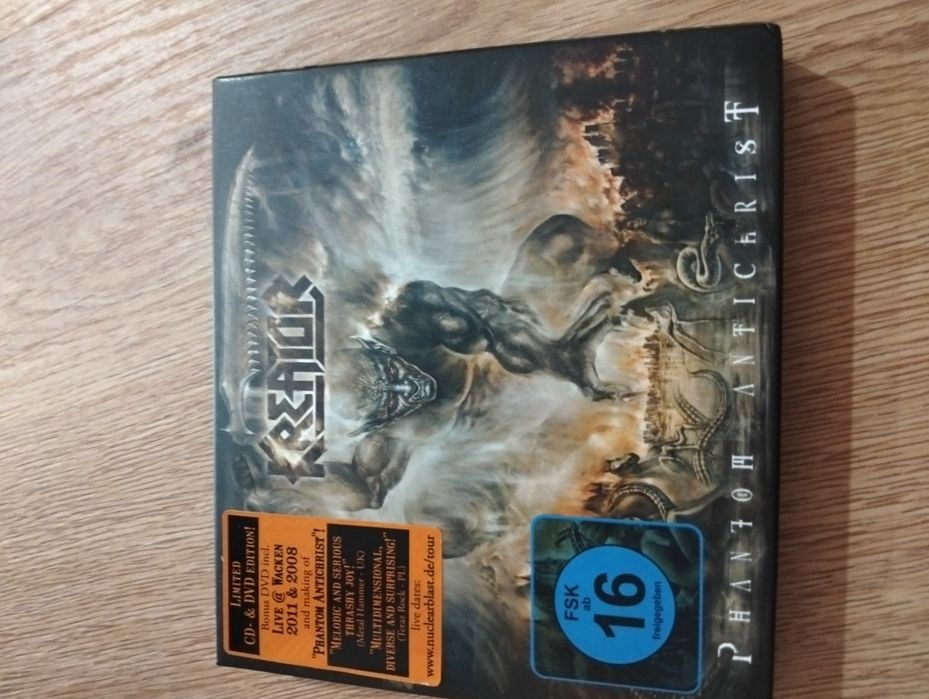 KREATOR
LIMITED
CD- & DVD EDITION!
Bonus DVD incl.
LIVE @ WACKEN
2011 & 2008
and making of
"PHANTOM ANTICHRIST"!
"MELODIC AND SERIOUS
THRASHY JOY!"
(Metal Hammer - UK)
"MULTIDIMENSIONAL,
DIVERSE AND SURPRISING!"
(Teraz Rock - PL)
live dates:
www.nuclearblast.de/tour
FSK
ab
16
freigegeben
PHANTOM ANTICHRIST